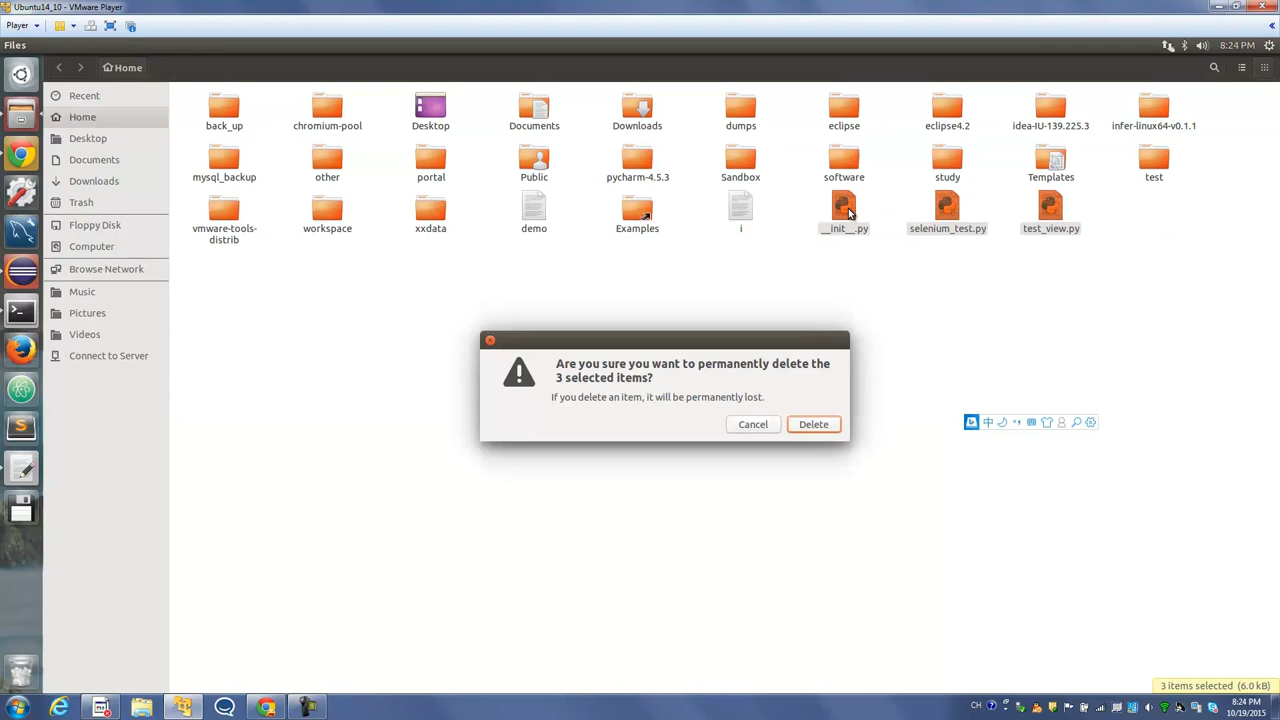 Ubuntu14_10 - VMware Player
Player
Files
8:24 PM
Home
Recent
Home
Desktop
Documents
Downloads
Trash
Floppy Disk
Computer
Browse Network
Music
Pictures
Videos
Connect to Server
back_up
chromium-pool
Desktop
Documents
Downloads
dumps
eclipse
eclipse4.2
idea-IU-139.225.3
infer-linux64-v0.1.1
mysql_backup
other
portal
Public
pycharm-4.5.3
Sandbox
software
study
Templates
test
vmware-tools-
distrib
workspace
xxdata
demo
Examples
i
__init__.py
selenium_test.py
test_view.py
Are you sure you want to permanently delete the
3 selected items?
If you delete an item, it will be permanently lost.
Cancel
Delete
中
3 items selected (6.0 kB)
CH
8:24 PM
10/19/2015